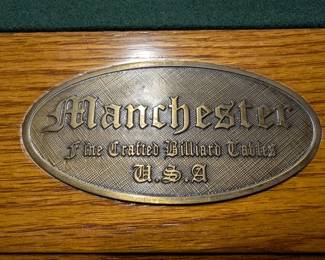 Manchester
Fine Crafted Billiard Tables
U.S.A